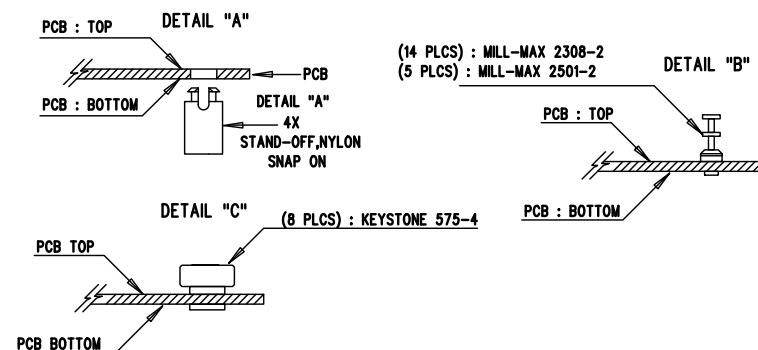 DETAIL "A"
PCB : TOP
PCB
PCB : BOTTOM
DETAIL "A"
4X
STAND-OFF,NYLON
SNAP ON
(14 PLCS) : MILL-MAX 2308-2
(5 PLCS) : MILL-MAX 2501-2
DETAIL "B"
PCB : TOP
PCB : BOTTOM
DETAIL "C"
(8 PLCS) : KEYSTONE 575-4
PCB TOP
PCB BOTTOM